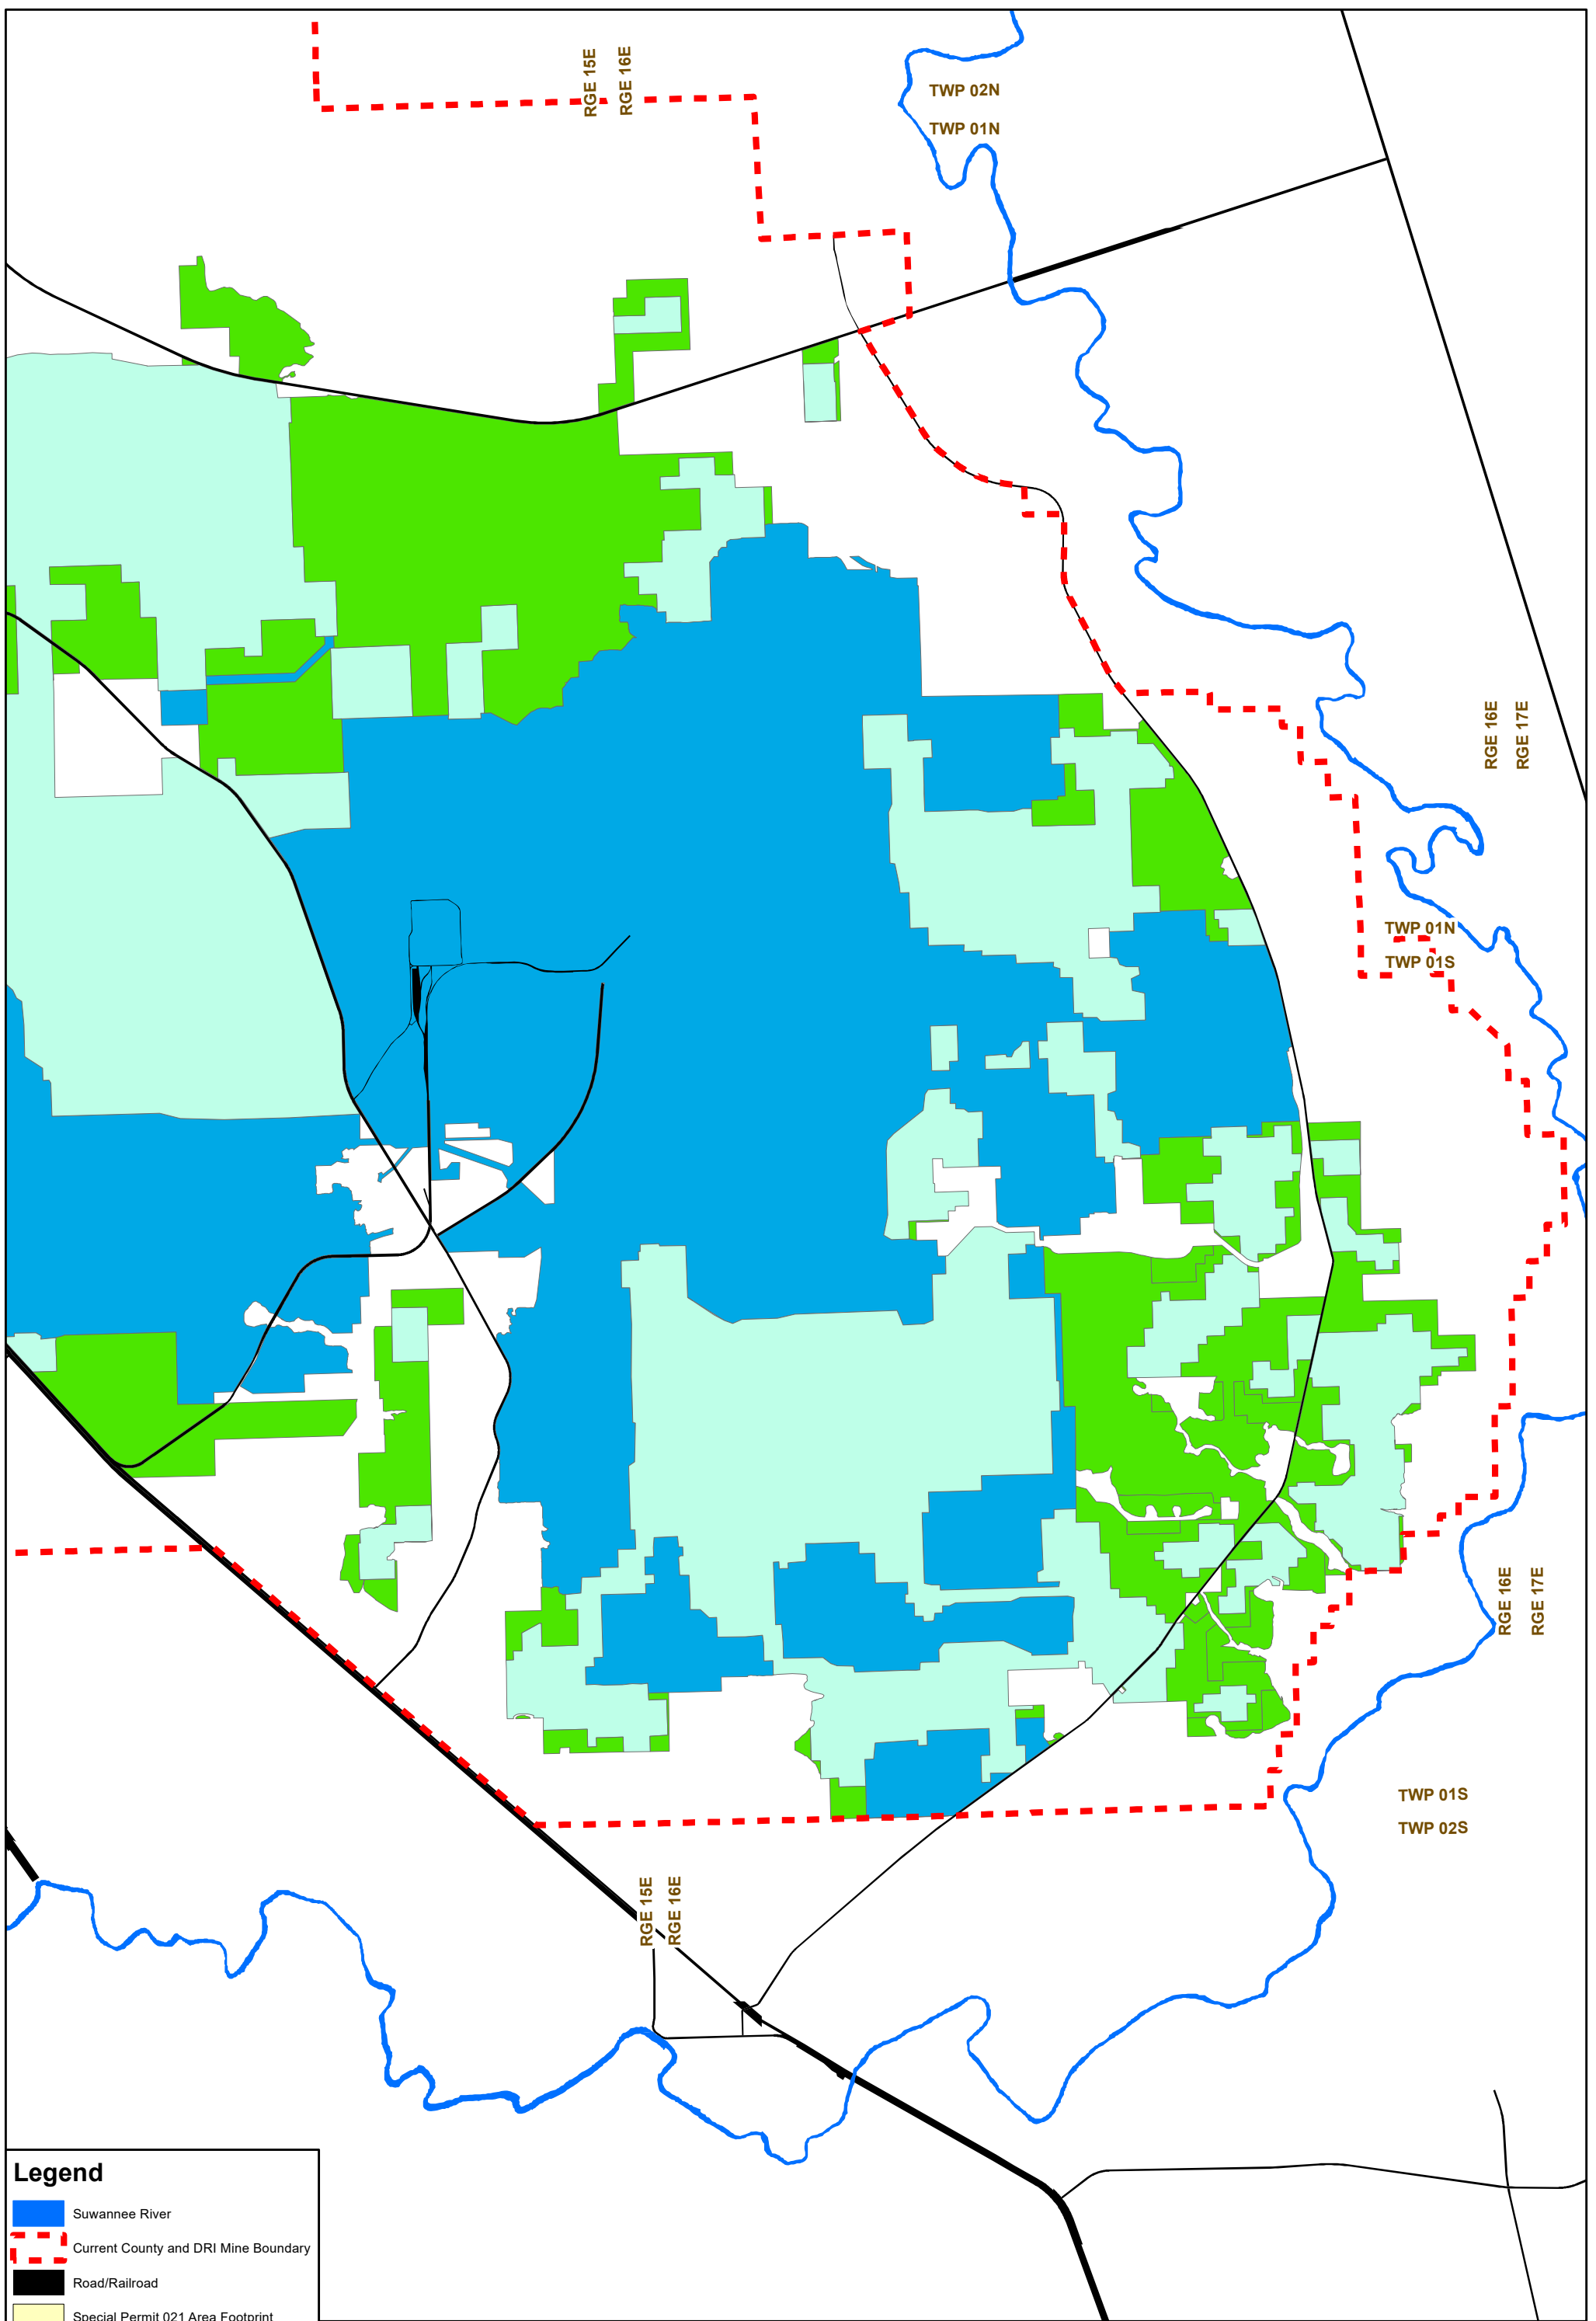 RGE 15E
RGE 16E
TWP 02N
TWP 01N
RGE 16E
RGE 17E
TWP 01N
TWP 01S
RGE 16E
RGE 17E
TWP 01S
TWP 02S
RGE 15E
RGE 16E
Legend
Suwannee River
Current County and DRI Mine Boundary
Road/Railroad
Special Permit 021 Area Footprint